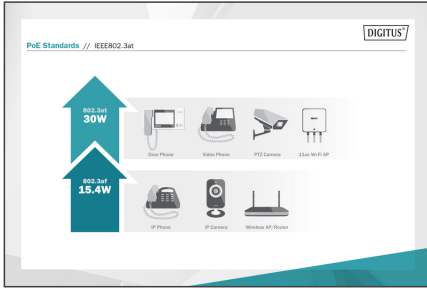 DIGITUS®
PoE Standards // IEEE802.3at
802.3at
30W
Door Phone
Video Phone
PTZ Camera
11ac Wi-Fi AP
802.3af
15.4W
IP Phone
IP Camera
Wireless AP/Router